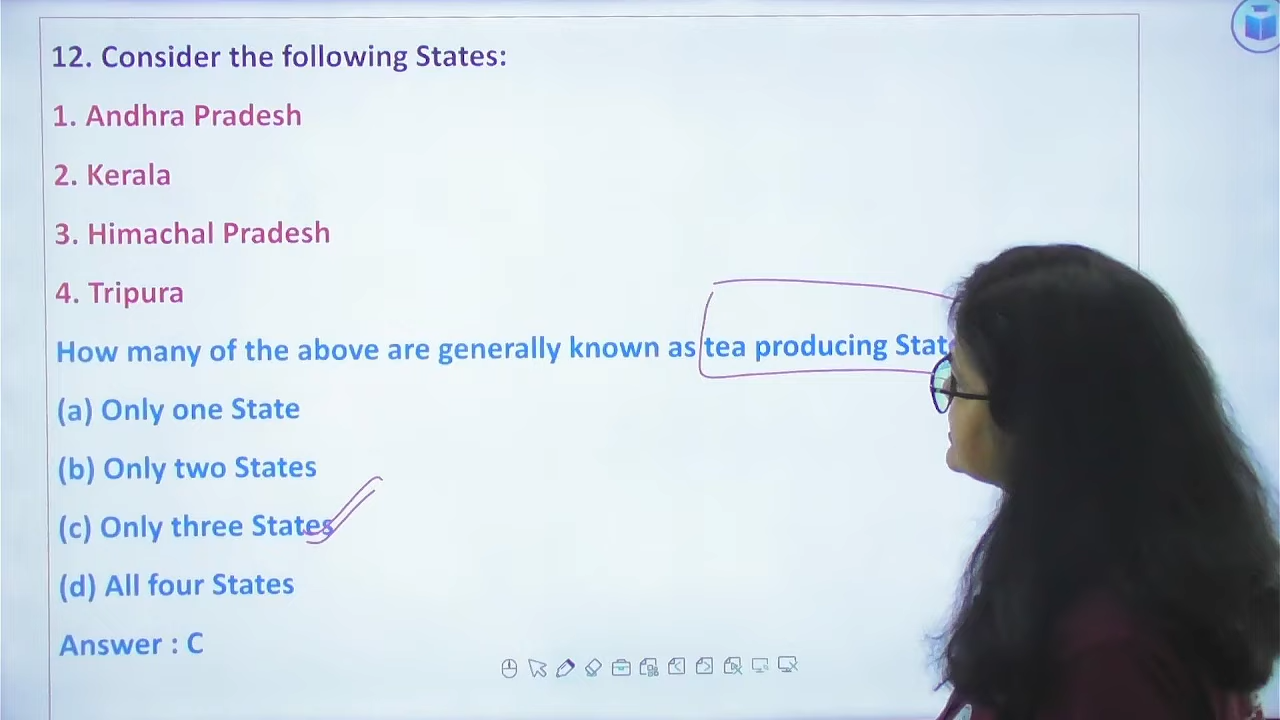 12. Consider the following States:
1. Andhra Pradesh
2. Kerala
3. Himachal Pradesh
4. Tripura
How many of the above are generally known as tea producing Stat
(a) Only one State
(b) Only two States
(c) Only three States
(d) All four States
Answer : C